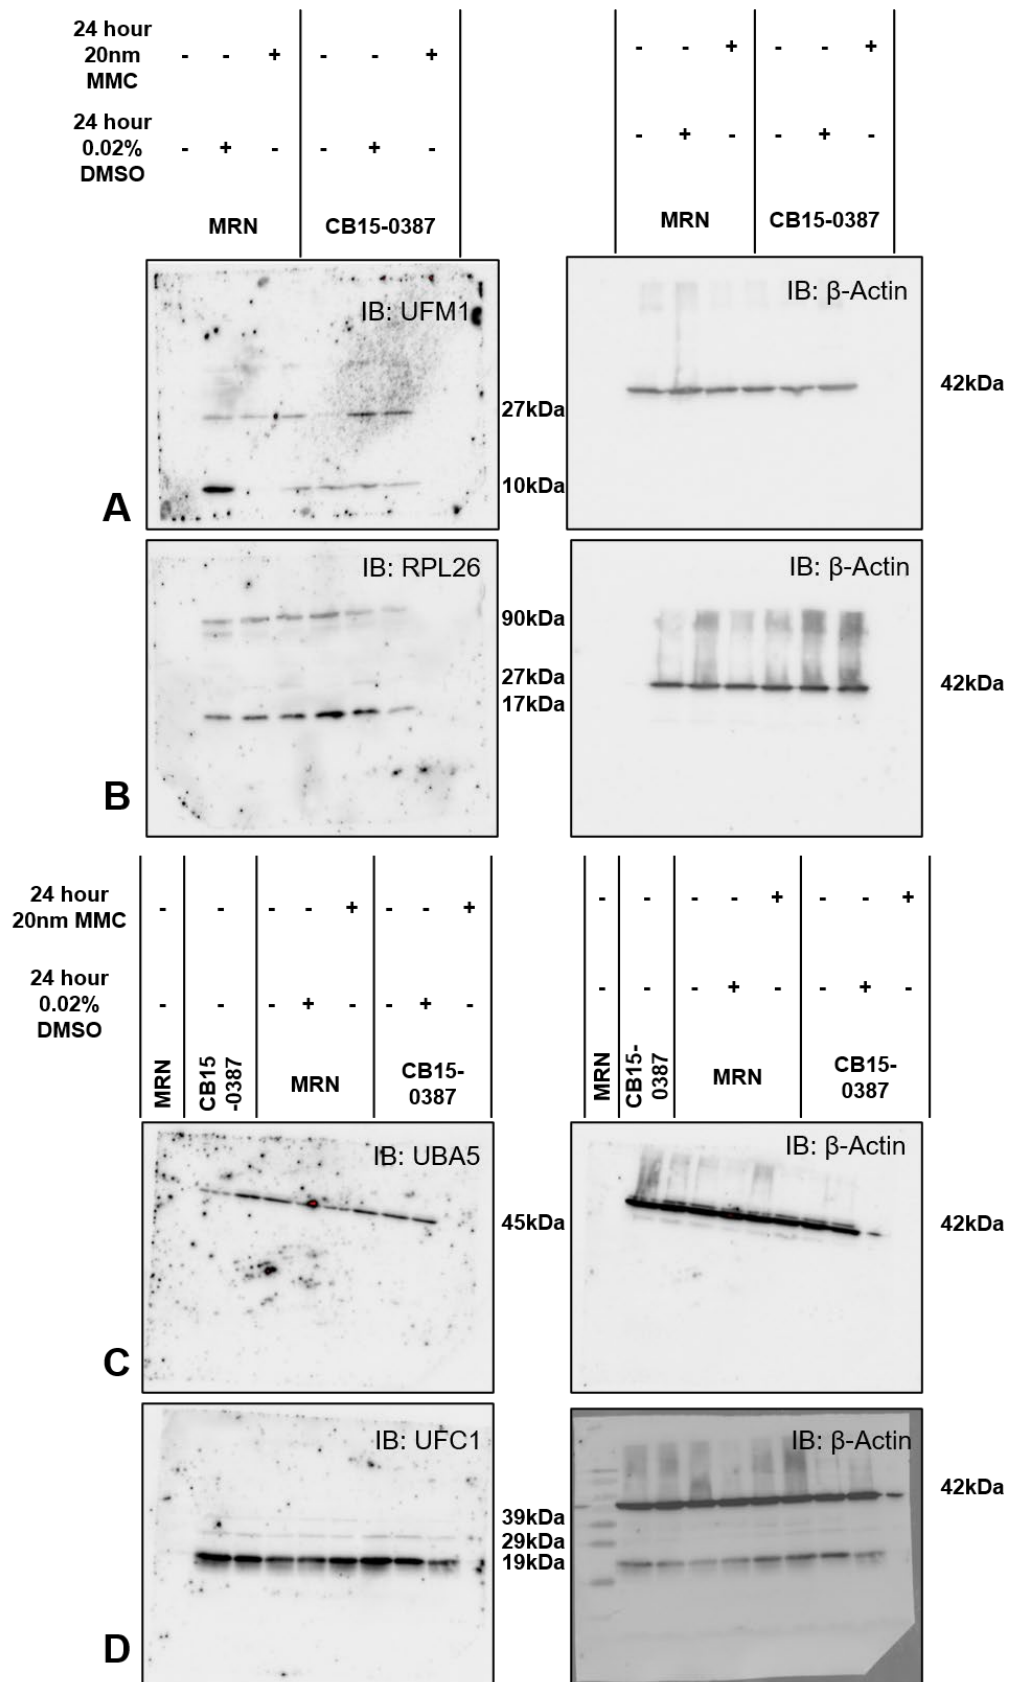 24 hour
20nm
MMC
- - + - - +
- - + - - +
24 hour
0.02%
DMSO
- + - - + -
- + - - + -
MRN CB15-0387
MRN CB15-0387
IB: UFM1
IB: β-Actin
27kDa
10kDa
42kDa
A
IB: RPL26
IB: β-Actin
90kDa
27kDa
17kDa
42kDa
B
24 hour
20nm MMC
- - - - + - - +
- - - - + - - +
24 hour
0.02%
DMSO
- - - + - - + -
- - - + - - + -
MRN
CB15
-0387
MRN
CB15-
0387
MRN
CB15-
0387
MRN
CB15-
0387
IB: UBA5
IB: β-Actin
45kDa
42kDa
C
IB: UFC1
IB: β-Actin
39kDa
29kDa
19kDa
42kDa
D